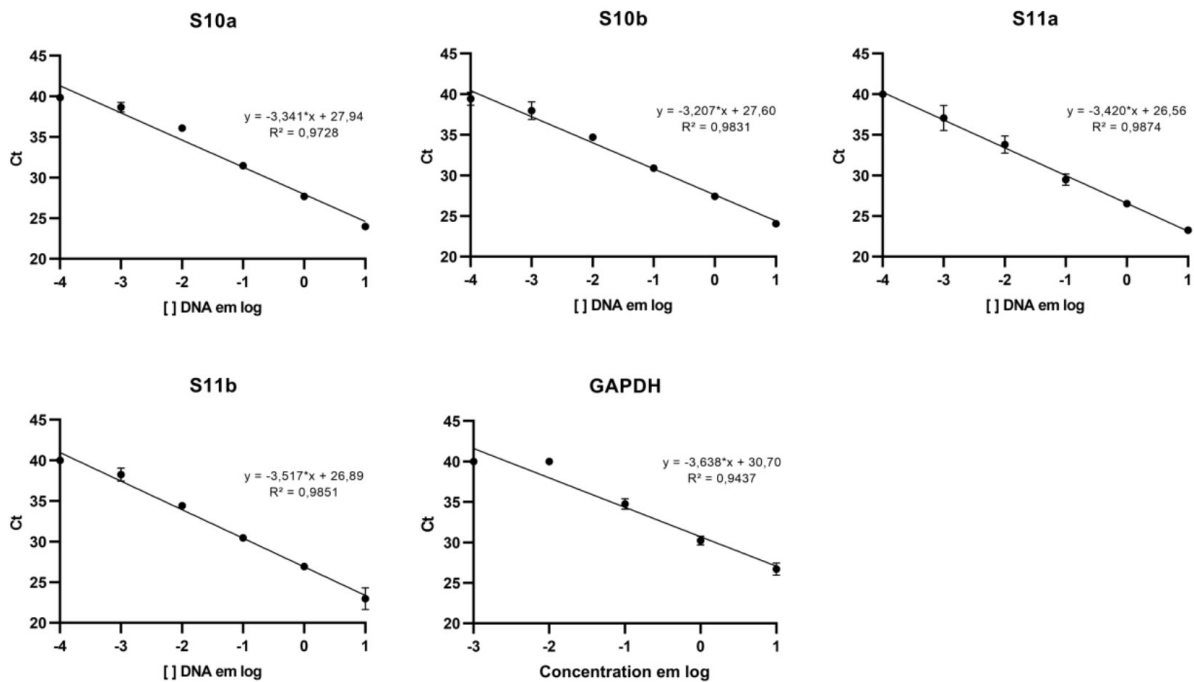 S10a
45
40
35
30
25
20
Ct
y = -3,341*x + 27,94
R² = 0,9728
-4 -3 -2 -1 0 1
[ ] DNA em log
S10b
45
40
35
30
25
20
Ct
y = -3,207*x + 27,60
R² = 0,9831
-4 -3 -2 -1 0 1
[ ] DNA em log
S11a
45
40
35
30
25
20
Ct
y = -3,420*x + 26,56
R² = 0,9874
-4 -3 -2 -1 0 1
[ ] DNA em log
S11b
45
40
35
30
25
20
Ct
y = -3,517*x + 26,89
R² = 0,9851
-4 -3 -2 -1 0 1
[ ] DNA em log
GAPDH
45
40
35
30
25
20
Ct
y = -3,638*x + 30,70
R² = 0,9437
-3 -2 -1 0 1
Concentration em log